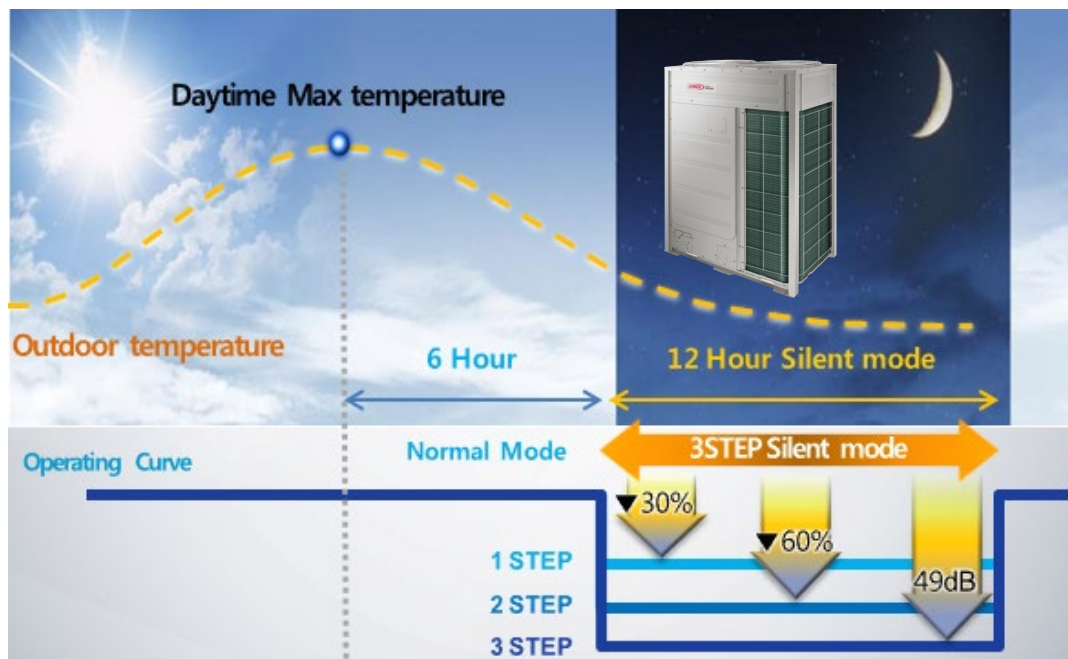 Daytime Max temperature
Outdoor temperature
6 Hour
12 Hour Silent mode
Operating Curve
Normal Mode
3STEP Silent mode
▼30%
▼60%
49dB
1 STEP
2 STEP
3 STEP